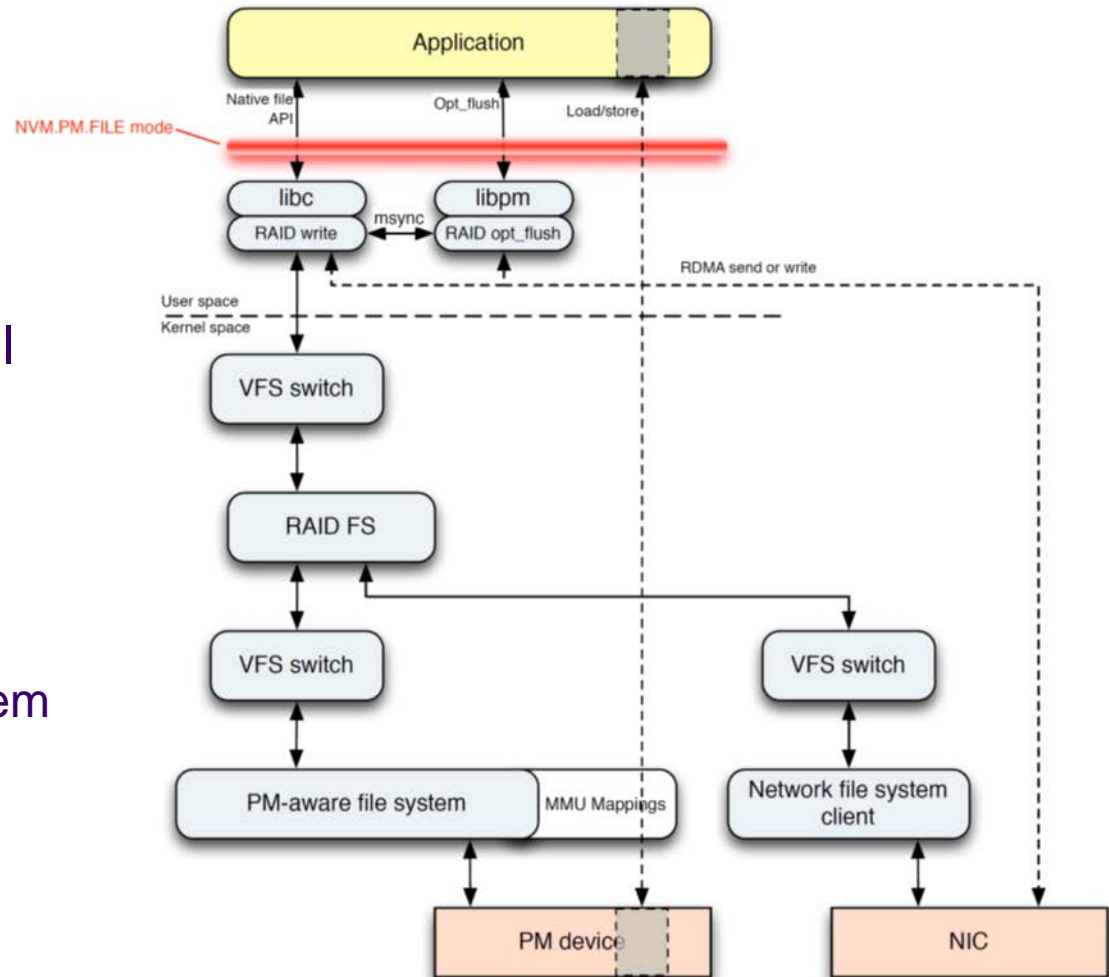 Application
Native file
API
Opt_flush
Load/store
NVM.PM.FILE mode
libc
libpm
RAID write
msync
RAID opt_flush
RDMA send or write
User space
Kernel space
VFS switch
RAID FS
VFS switch
VFS switch
em
PM-aware file system
MMU Mappings
Network file system
client
PM device
NIC